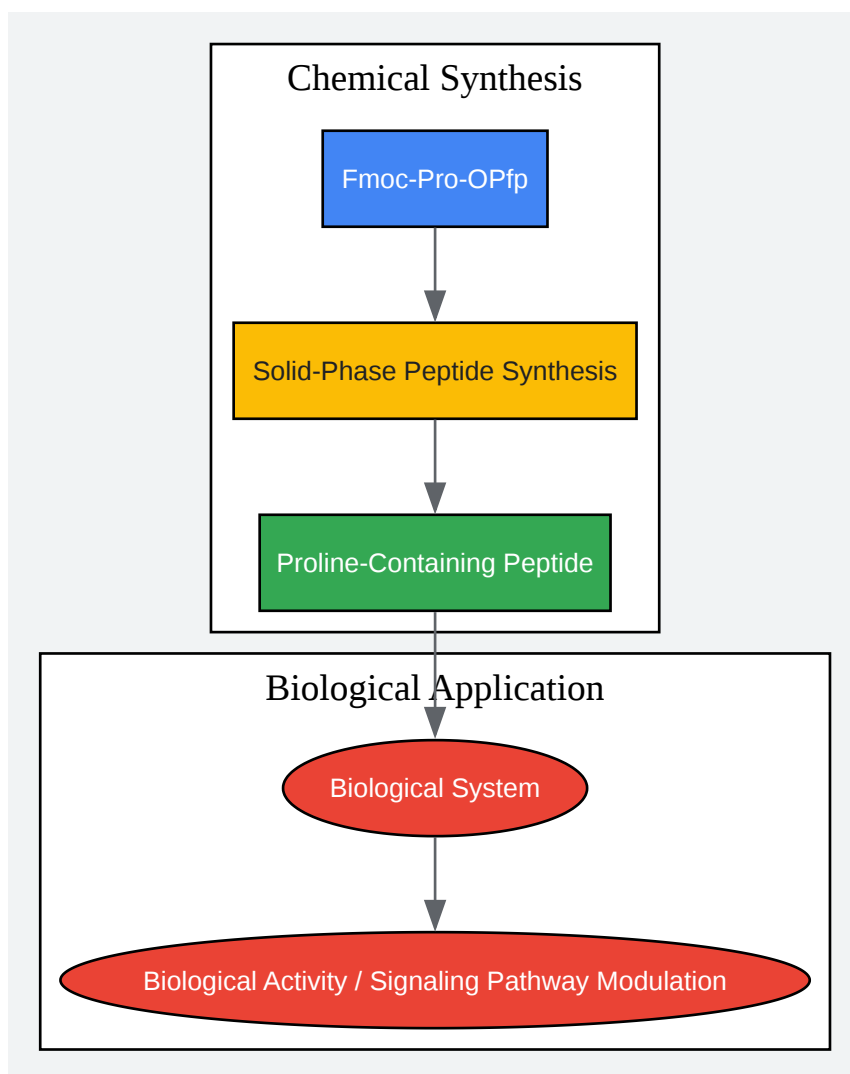 Chemical Synthesis
Fmoc-Pro-OPfp
Solid-Phase Peptide Synthesis
Proline-Containing Peptide
Biological Application
Biological System
Biological Activity / Signaling Pathway Modulation